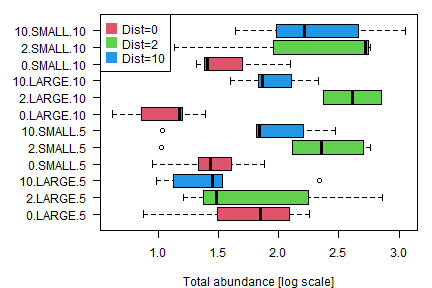 10.SMALL.10
2.SMALL.10
0.SMALL.10
10.LARGE.10
2.LARGE.10
0.LARGE.10
10.SMALL.5
2.SMALL.5
0.SMALL.5
10.LARGE.5
2.LARGE.5
0.LARGE.5
Dist=0
Dist=2
Dist=10
1.0 1.5 2.0 2.5 3.0
Total abundance [log scale]